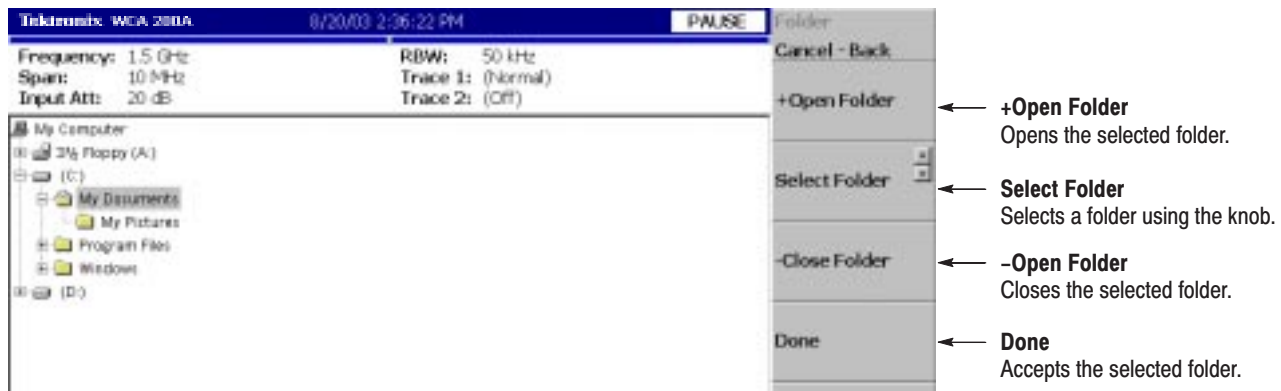 Tektronix WCA 200A 8/20/03 2:36:22 PM PAUSE
Frequency: 1.5 GHz RBW: 50 kHz
Span: 10 MHz Trace 1: (Normal)
Input Att: 20 dB Trace 2: (Off)
My Computer
3½ Floppy (A:)
(C:)
My Documents
My Pictures
Program Files
Windows
(D:)
Folder
Cancel - Back
+Open Folder
Select Folder
-Close Folder
Done
+Open Folder
Opens the selected folder.
Select Folder
Selects a folder using the knob.
–Open Folder
Closes the selected folder.
Done
Accepts the selected folder.